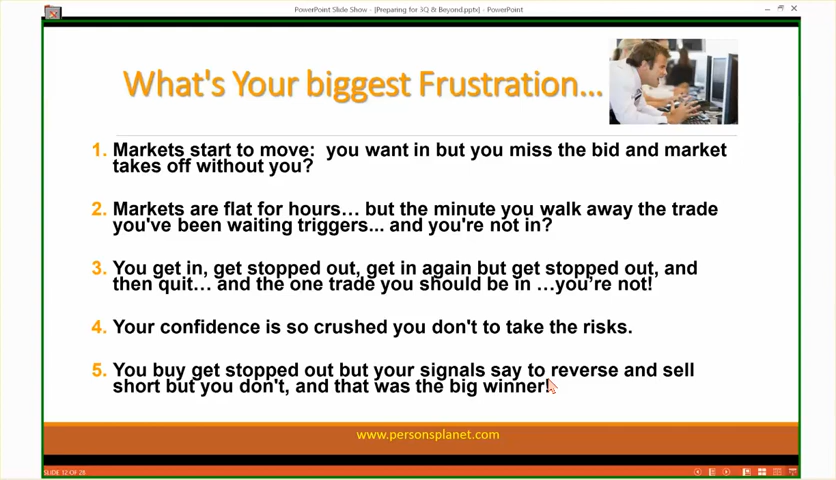 PowerPoint Slide Show - [Preparing for 3Q & Beyond.pptx] - PowerPoint
What's Your biggest Frustration...
1. Markets start to move: you want in but you miss the bid and market
takes off without you?
2. Markets are flat for hours... but the minute you walk away the trade
you've been waiting triggers... and you're not in?
3. You get in, get stopped out, get in again but get stopped out, and
then quit... and the one trade you should be in ...you're not!
4. Your confidence is so crushed you don't to take the risks.
5. You buy get stopped out but your signals say to reverse and sell
short but you don't, and that was the big winner!
www.personsplanet.com
SLIDE 12 OF 28